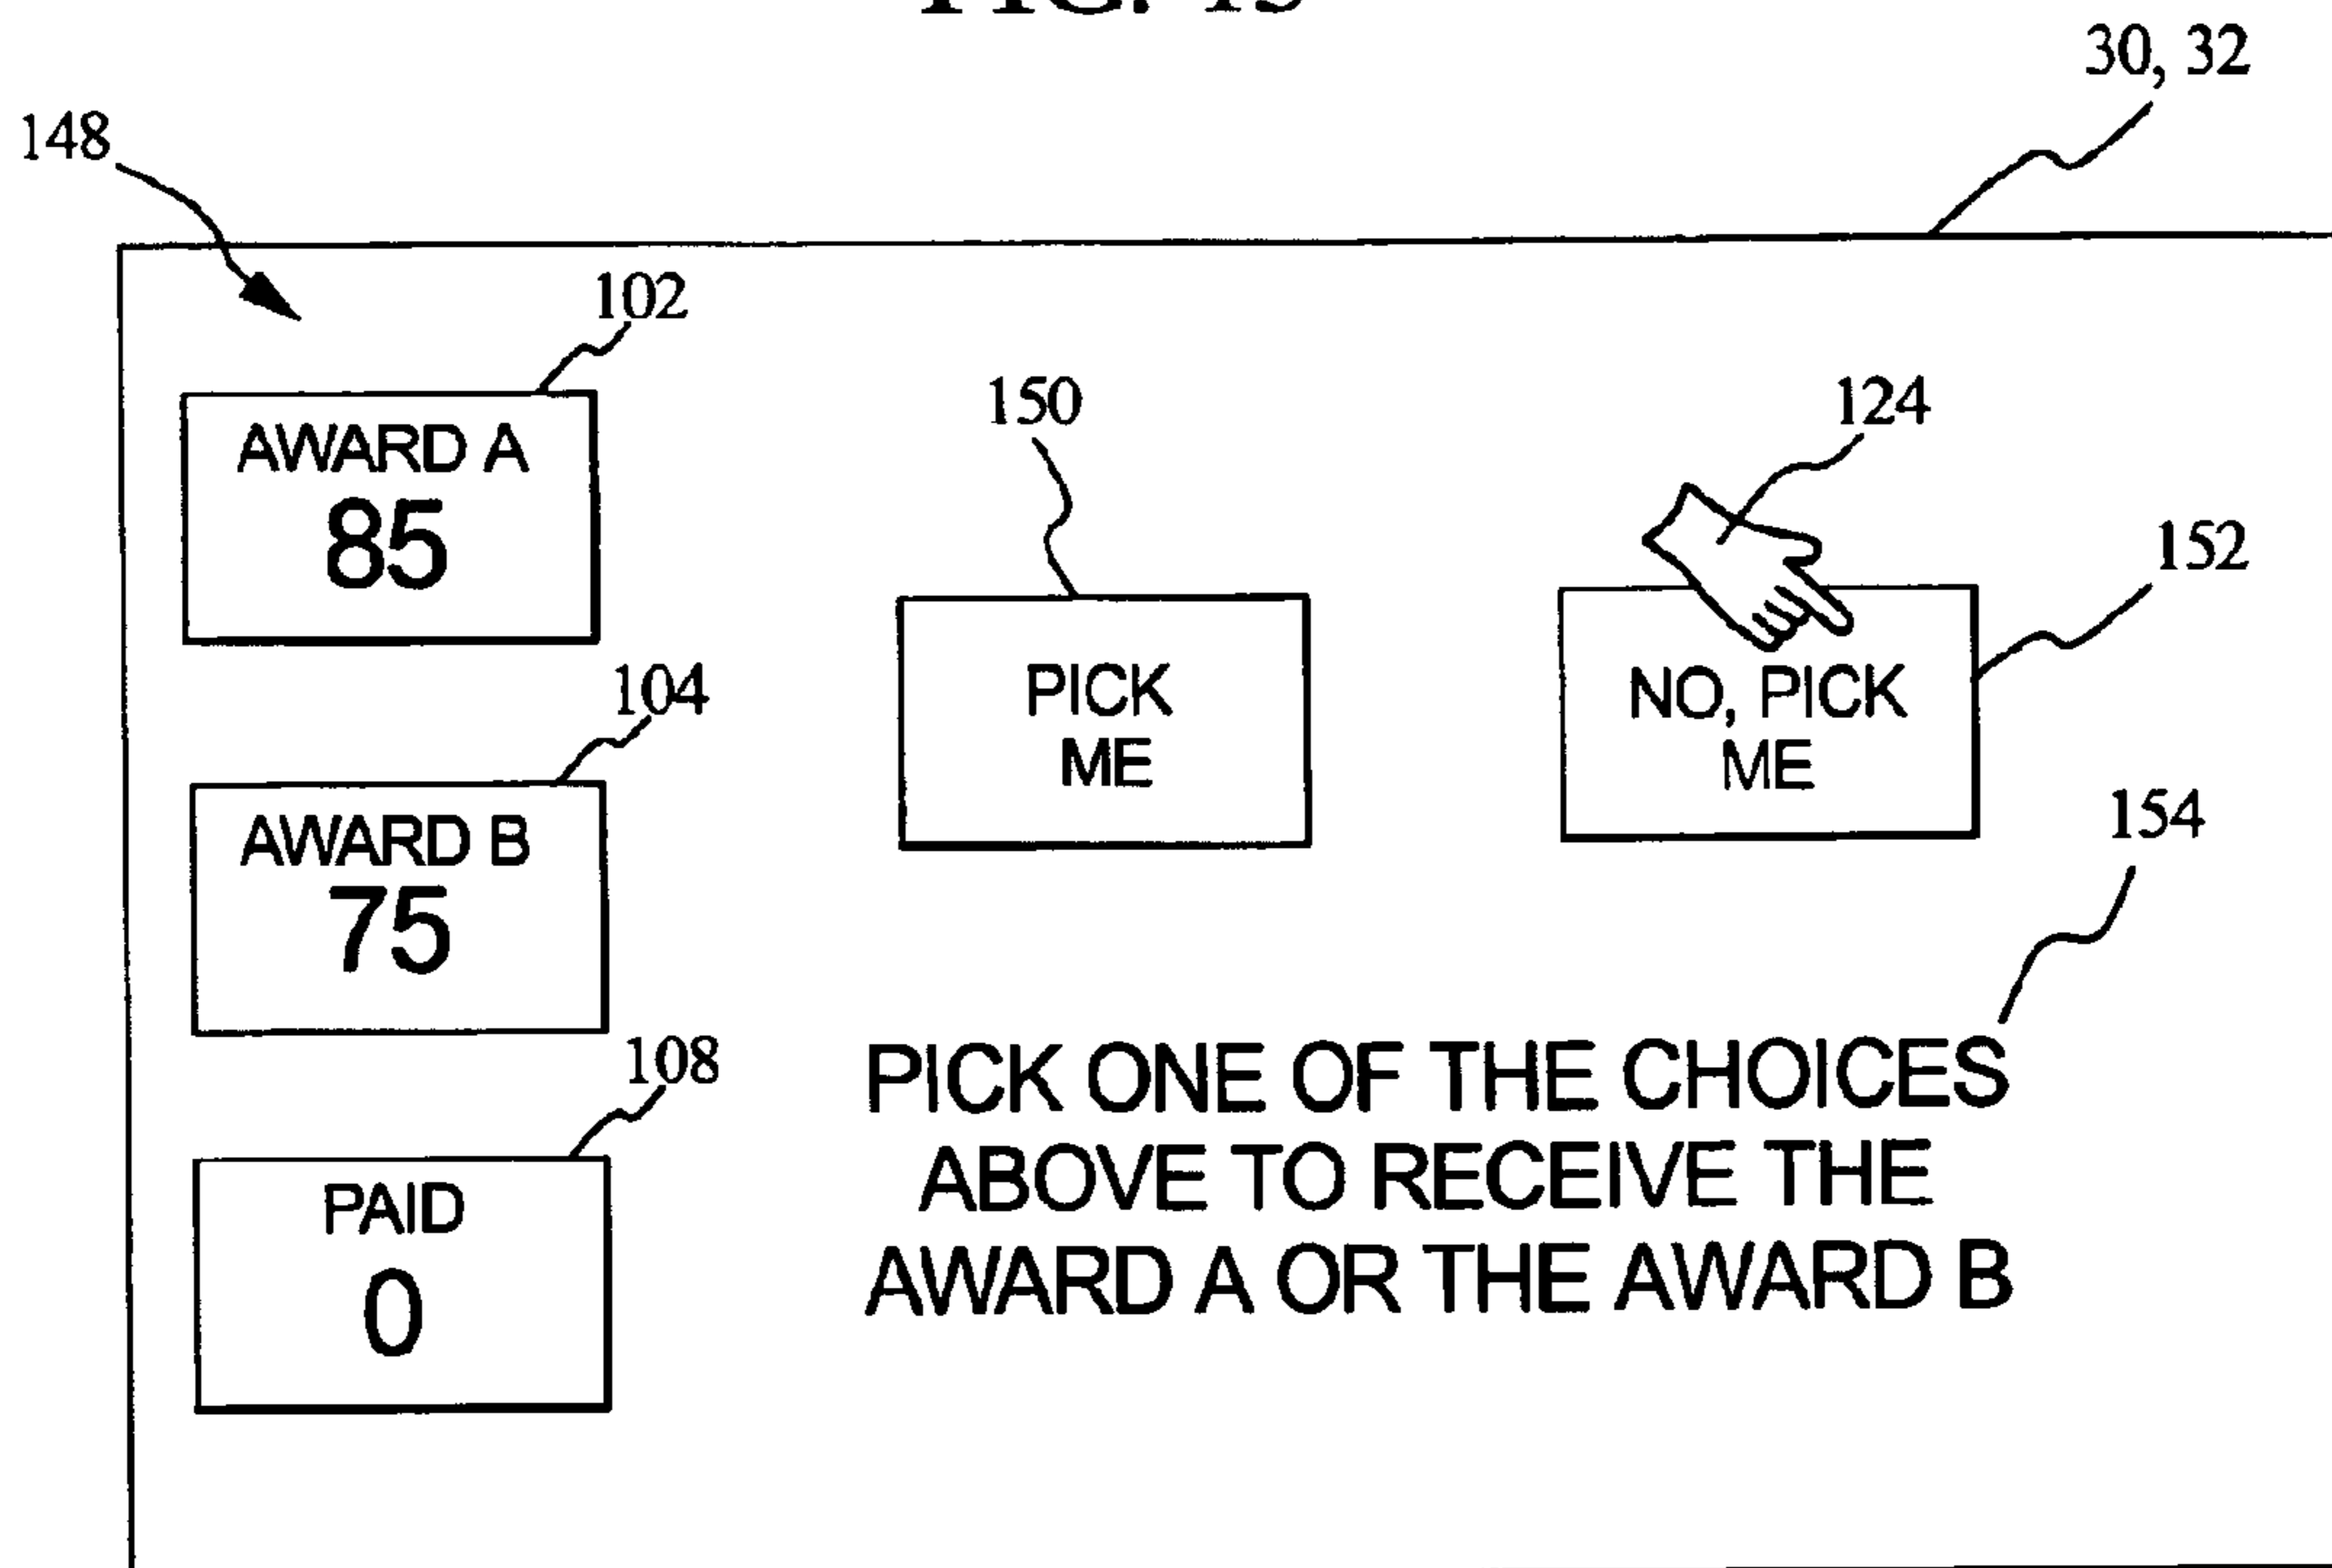 30, 32
148
102
AWARD A
85
150
124
152
PICK
ME
NO, PICK
ME
104
AWARD B
75
154
108
PAID
0
PICK ONE OF THE CHOICES
ABOVE TO RECEIVE THE
AWARD A OR THE AWARD B